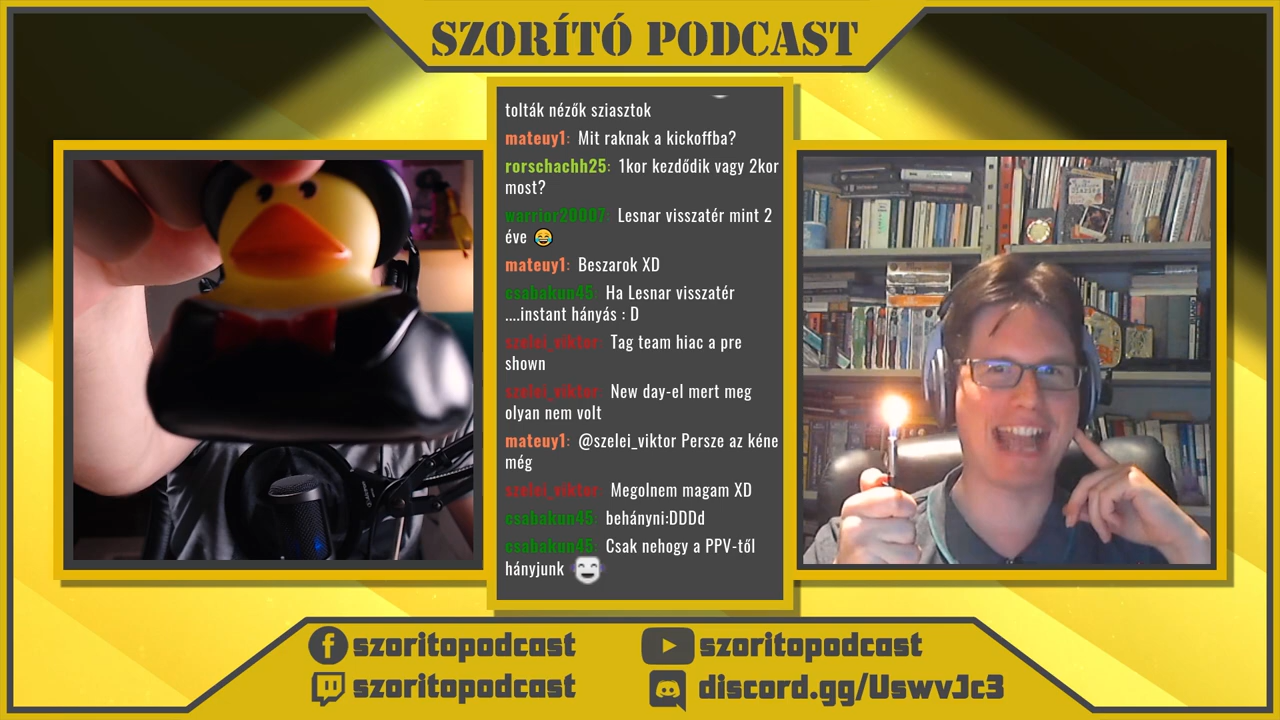 SZORÍTÓ PODCAST
tolták nézők sziasztok
mateuy1: Mit raknak a kickoffba?
rorschachh25: 1kor kezdődik vagy 2kor
most?
warrior20007: Lesnar visszatér mint 2
éve 😂
mateuy1: Beszarok XD
csabakun45: Ha Lesnar visszatér
....instant hányás : D
szelei_viktor: Tag team hiac a pre
shown
szelei_viktor: New day-el mert meg
olyan nem volt
mateuy1: @szelei_viktor Persze az kéne
még
szelei_viktor: Megolnem magam XD
csabakun45: behányni:DDDd
csabakun45: Csak nehogy a PPV-től
hányjunk
szoritopodcast
szoritopodcast
szoritopodcast
discord.gg/UswvJc3